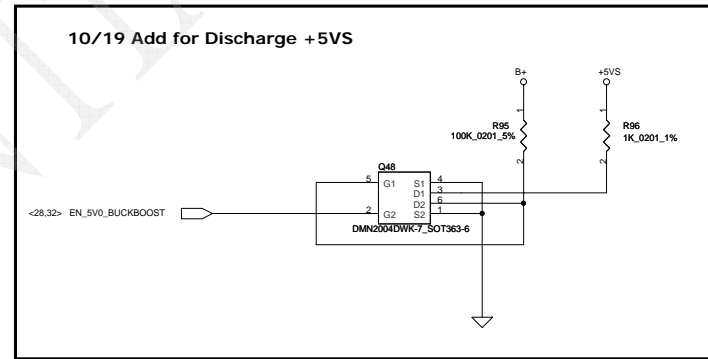 10/19 Add for Discharge +5VS
B+
+5VS
1
1
R95
100K_0201_5%
R96
1K_0201_1%
2
2
Q48
5 G1 S1 4
D1 3
D2 6
2 G2 S2 1
DMN2004DWK-7_SOT363-6
<28,32> EN_5V0_BUCKBOOST